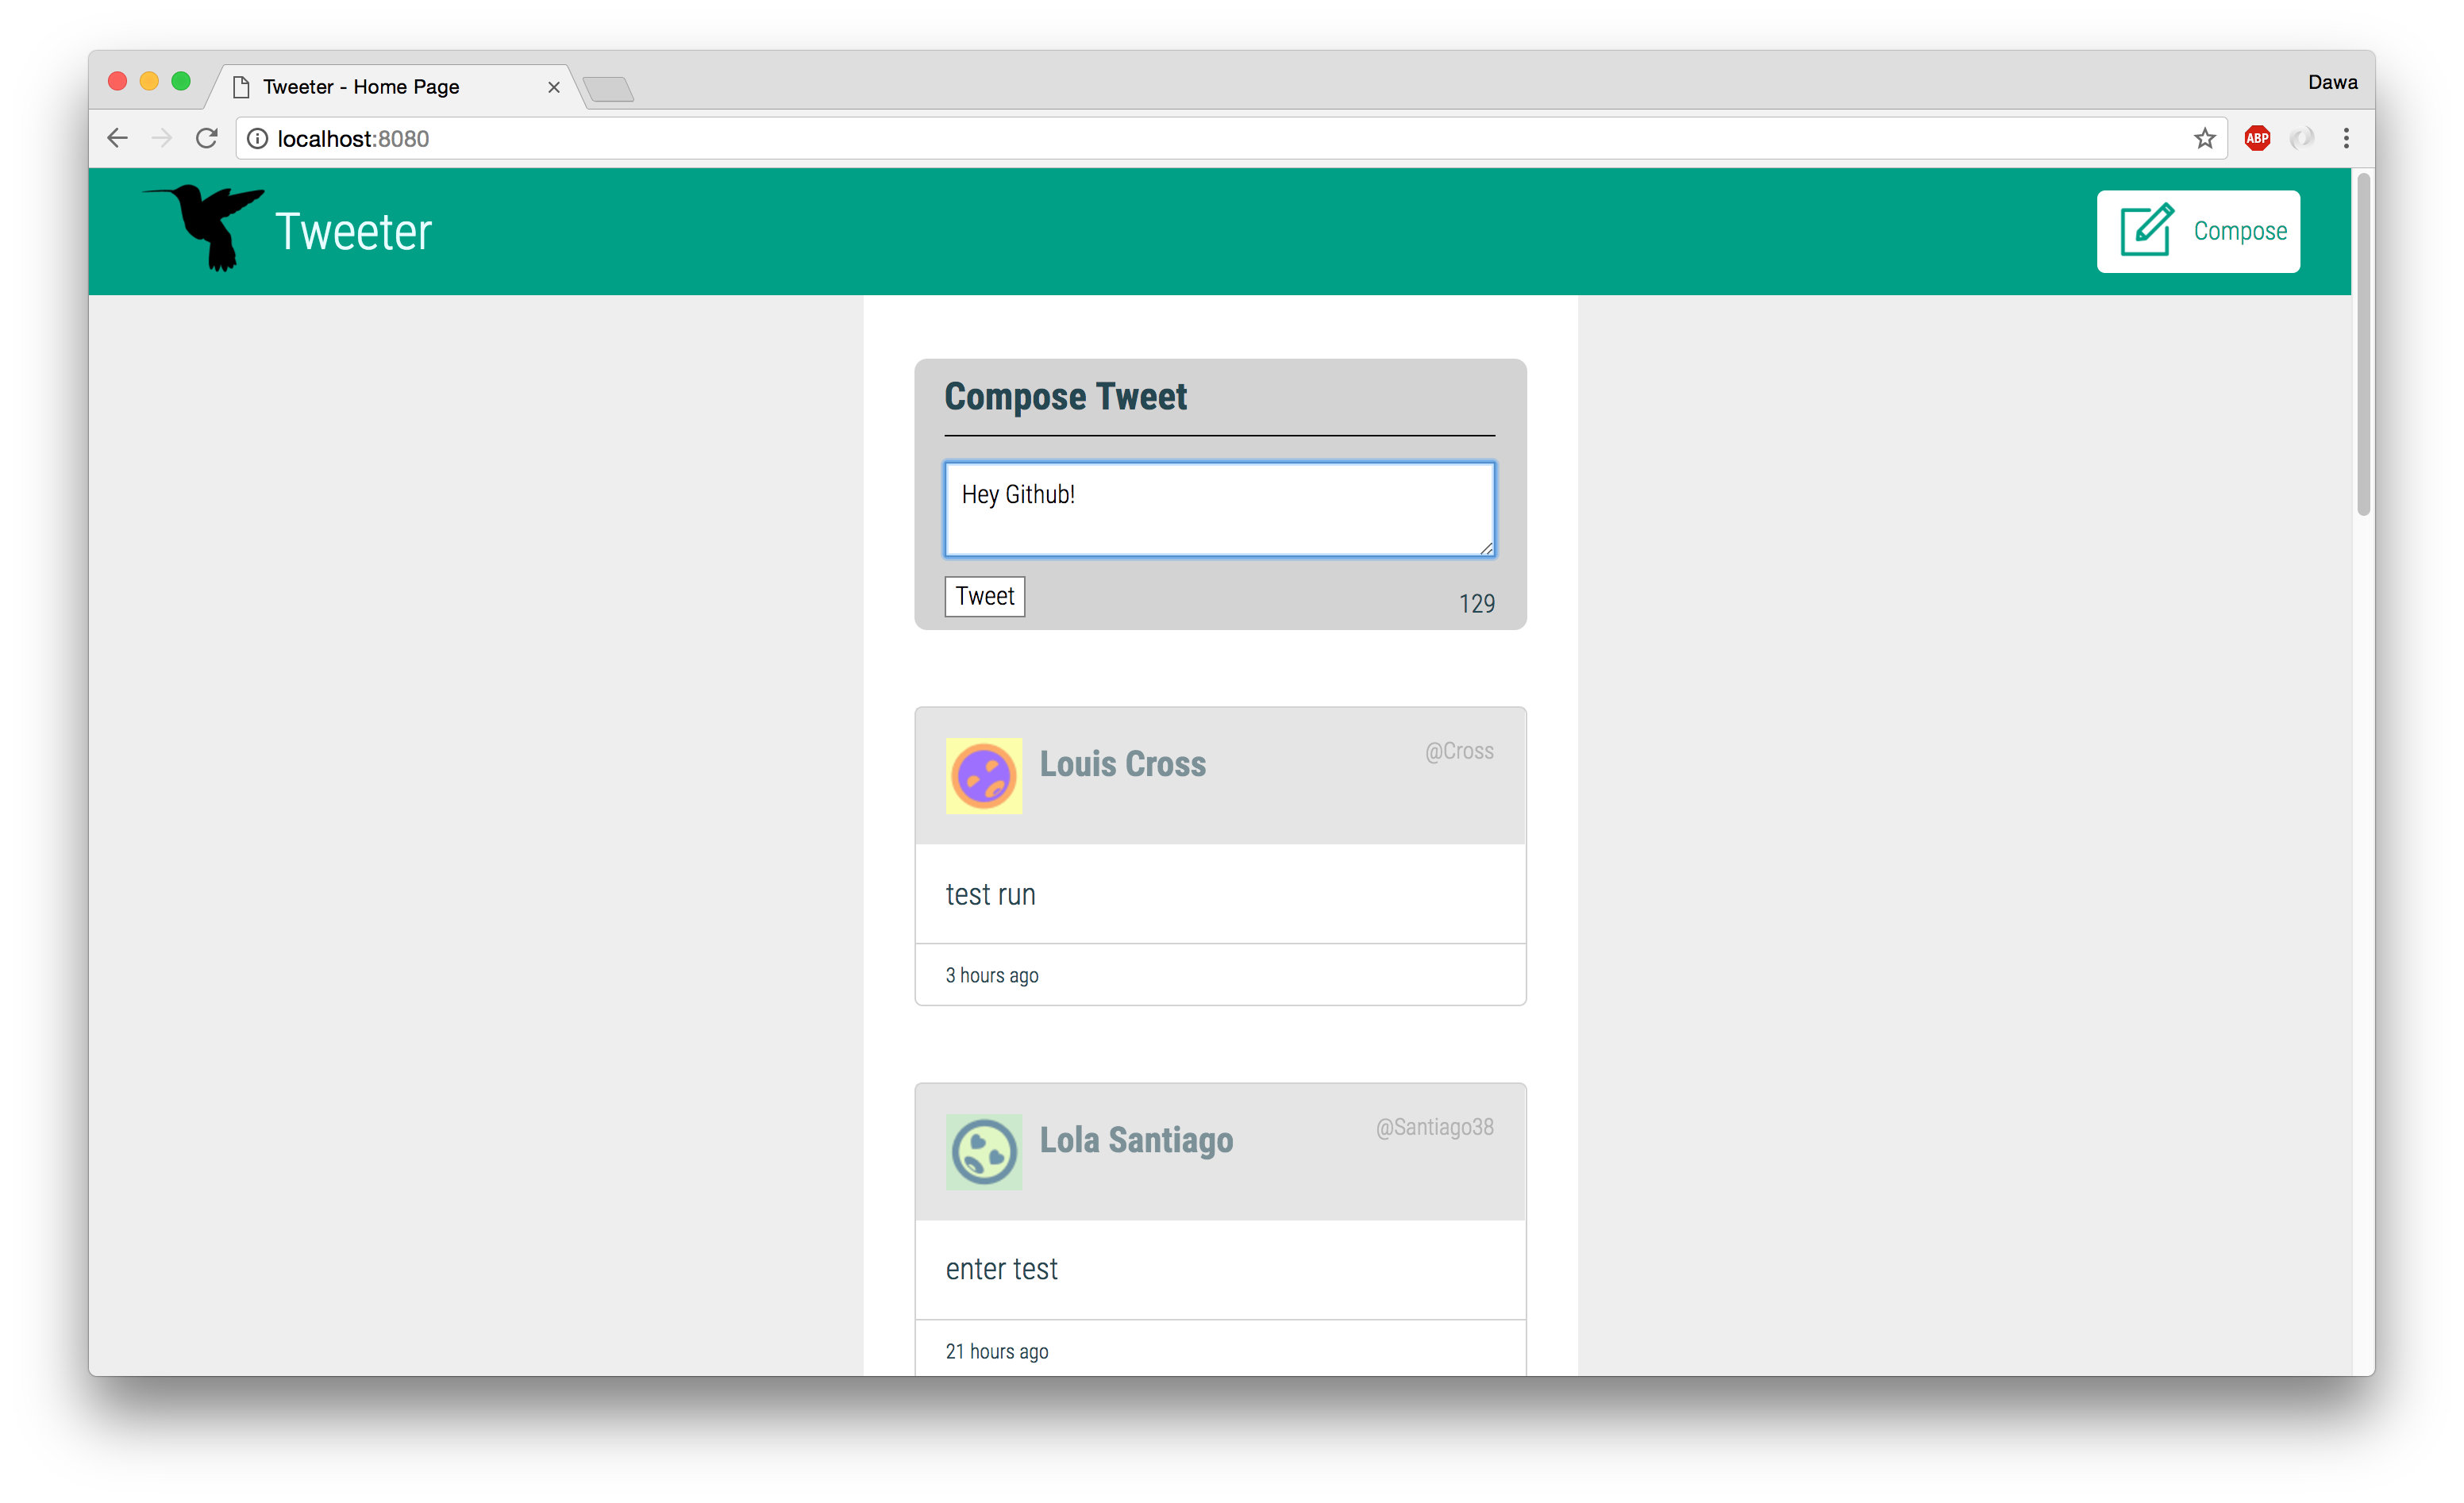 Tweeter - Home Page
Dawa
localhost:8080
ABP
Tweeter
Compose
Compose Tweet
Hey Github!
Tweet
129
Louis Cross
@Cross
test run
3 hours ago
Lola Santiago
@Santiago38
enter test
21 hours ago